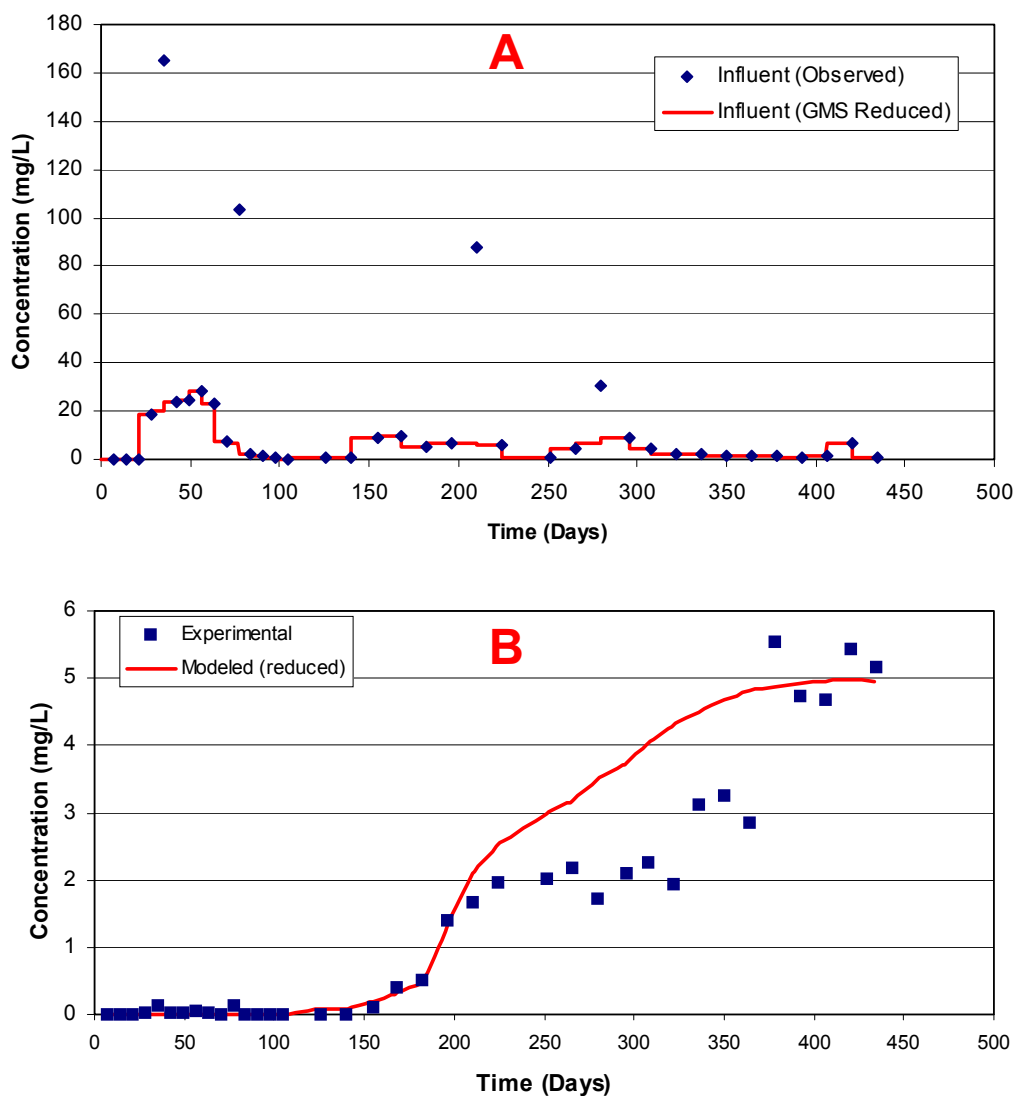 A
Influent (Observed)
Influent (GMS Reduced)
Concentration (mg/L)
180
160
140
120
100
80
60
40
20
0
0 50 100 150 200 250 300 350 400 450 500
Time (Days)
B
Experimental
Modeled (reduced)
Concentration (mg/L)
6
5
4
3
2
1
0
0 50 100 150 200 250 300 350 400 450 500
Time (Days)